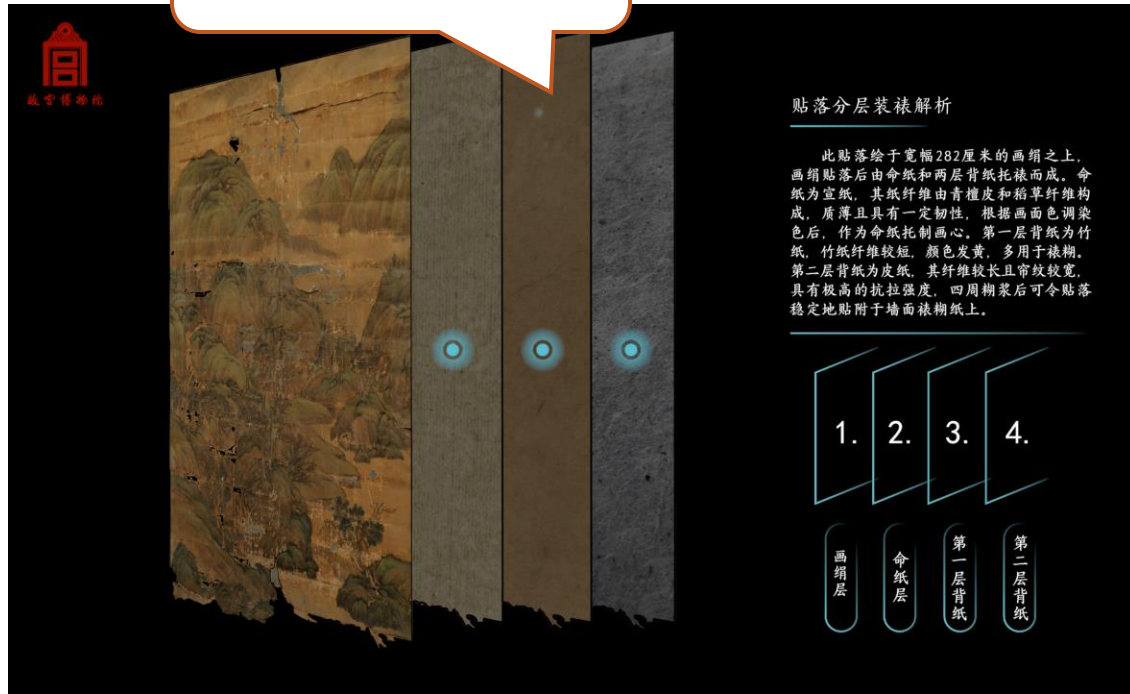 故宫博物院
贴落分层装裱解析
此贴落绘于宽幅282厘米的画绢之上，
画绢贴落后由命纸和两层背纸托裱而成。命
纸为宣纸，其纸纤维由青檀皮和稻草纤维构
成，质薄且具有一定韧性，根据画面色调染
色后，作为命纸托制画心。第一层背纸为竹
纸，竹纸纤维较短，颜色发黄，多用于裱糊。
第二层背纸为皮纸，其纤维较长且帘纹较宽，
具有极高的抗拉强度，四周糊浆后可令贴落
稳定地贴附于墙面裱糊纸上。
1.
2.
3.
4.
画绢层
命纸层
第一层背纸
第二层背纸